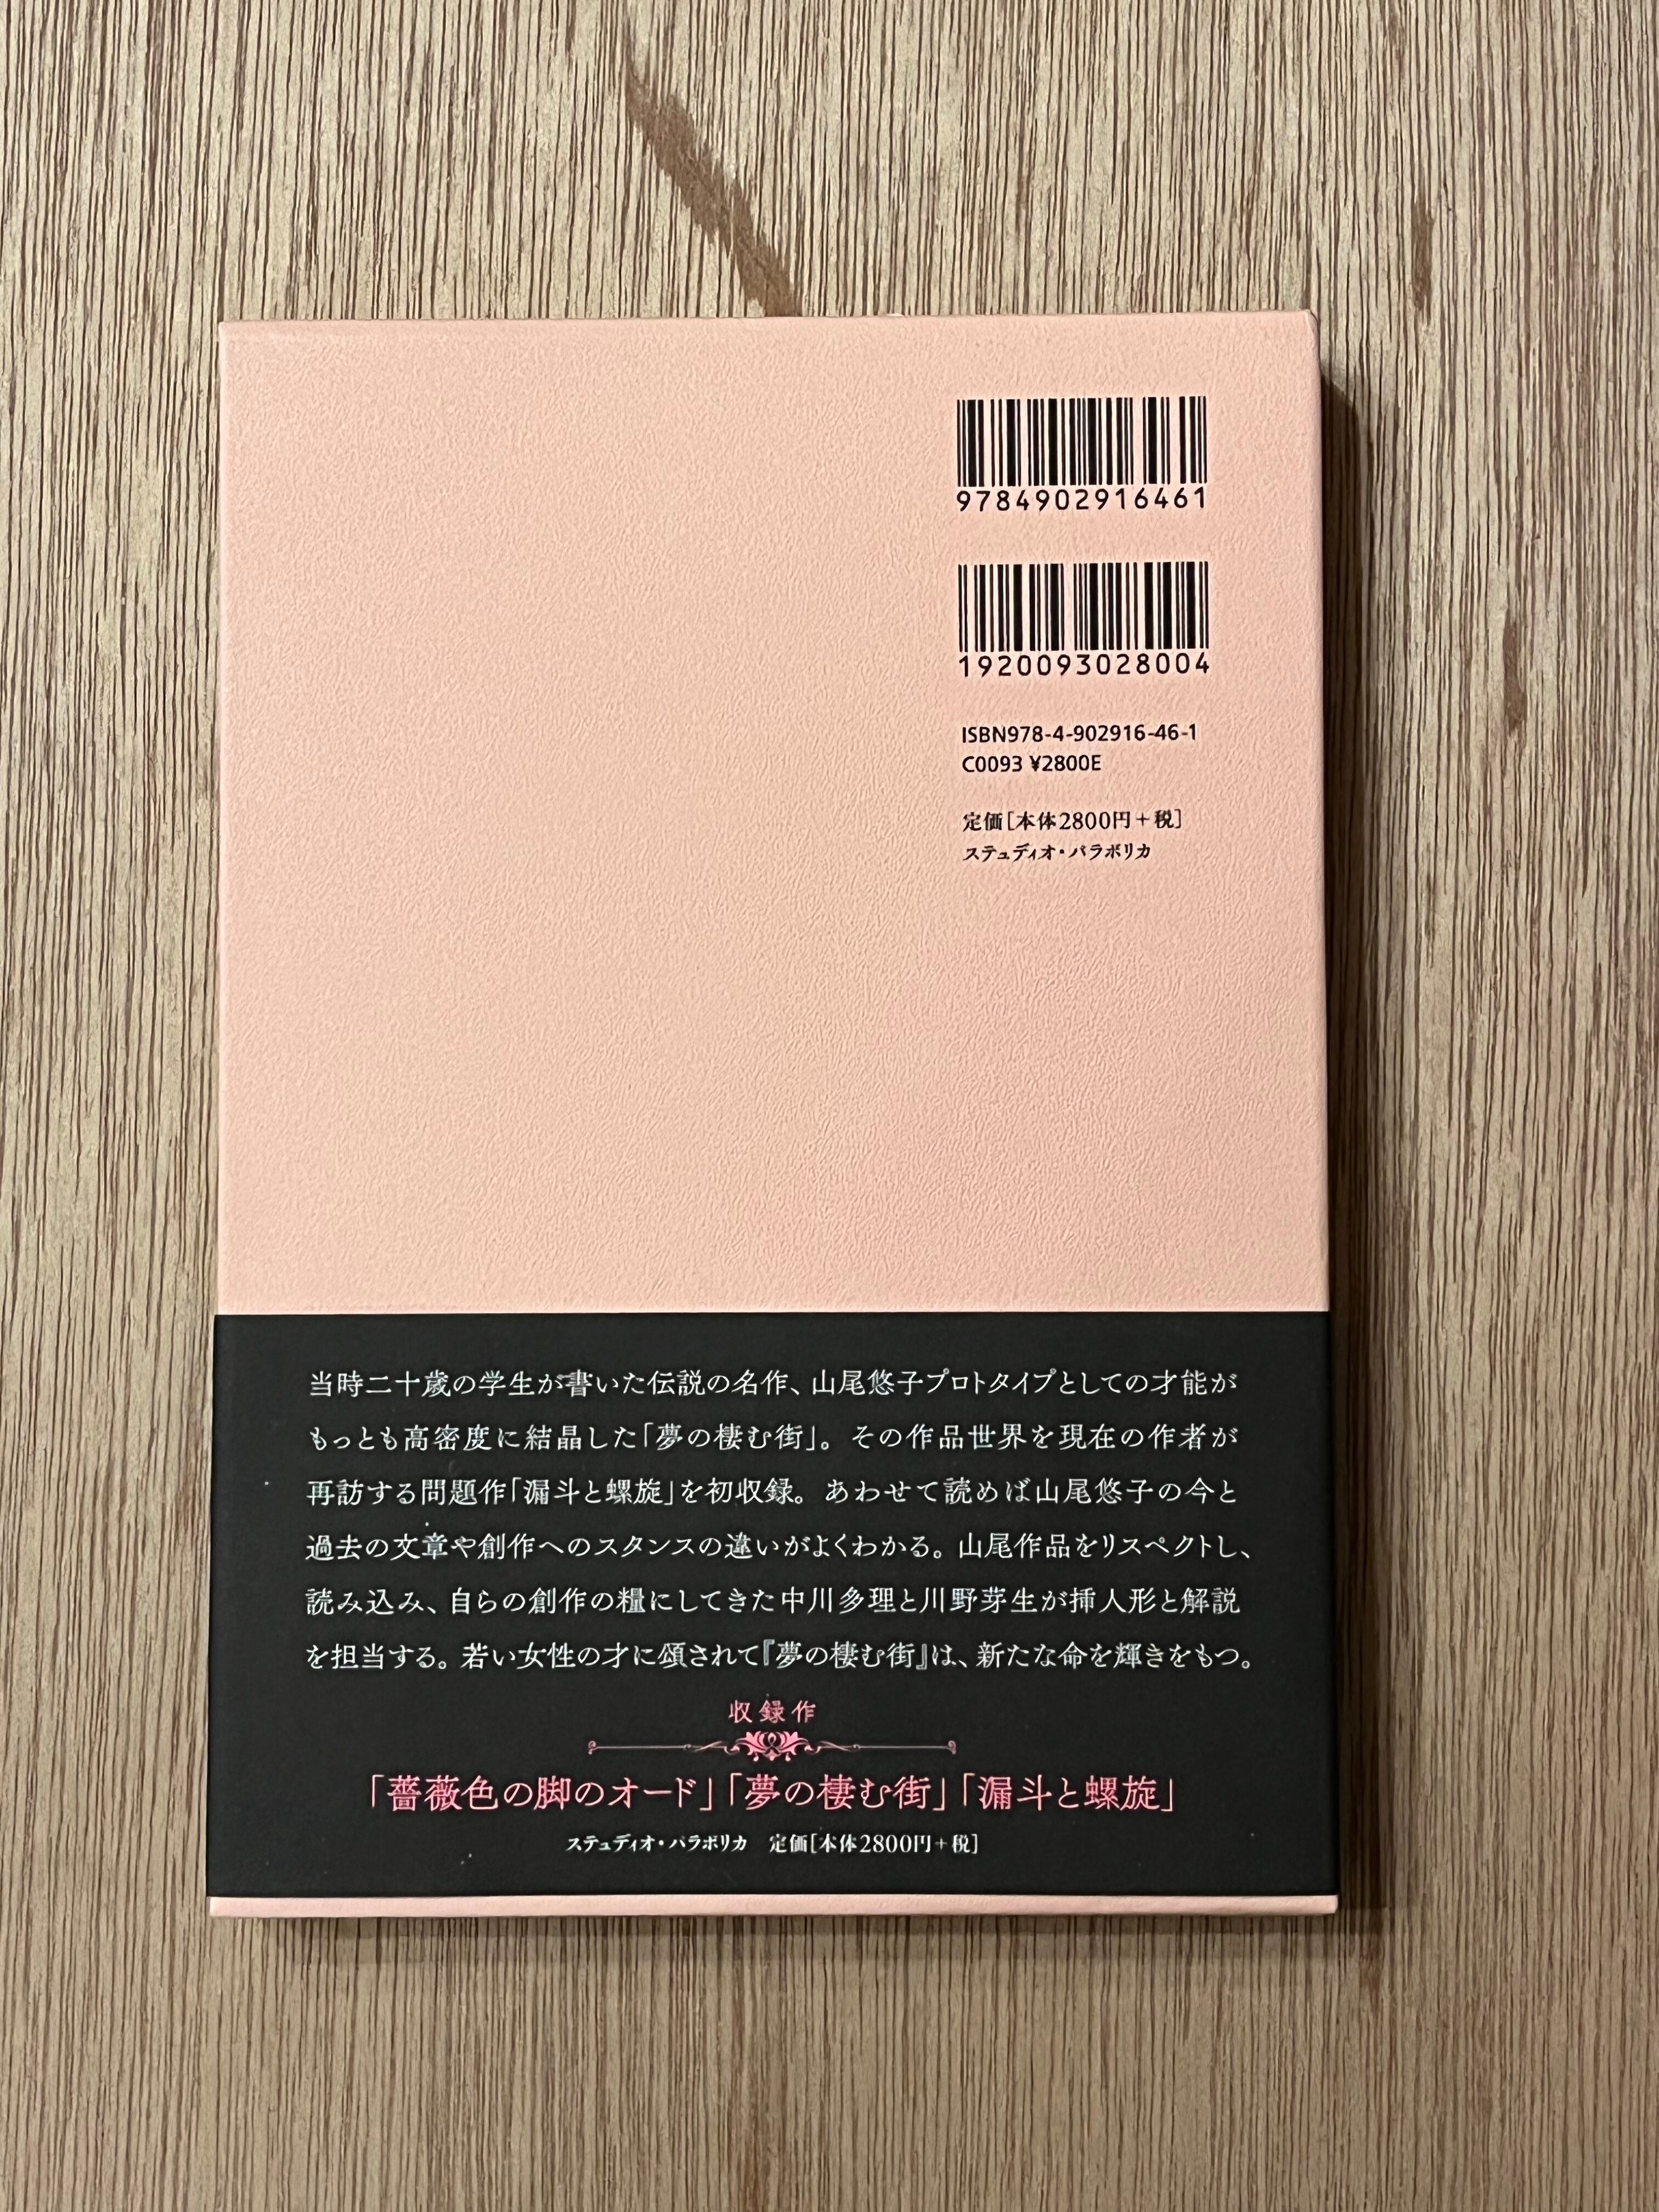 9784902916461
1920093028004
ISBN978-4-902916-46-1
C0093 ¥2800E
定価[本体2800円+税]
ステュディオ・パラボリカ
当時二十歳の学生が書いた伝説の名作、山尾悠子プロトタイプとしての才能が
もっとも高密度に結晶した「夢の棲む街」。その作品世界を現在の作者が
再訪する問題作「漏斗と螺旋」を初収録。あわせて読めば山尾悠子の今と
過去の文章や創作へのスタンスの違いがよくわかる。山尾作品をリスペクトし、
読み込み、自らの創作の糧にしてきた中川多理と川野芽生が挿人形と解説
を担当する。若い女性の才に頌されて『夢の棲む街』は、新たな命を輝きをもつ。
収録作
「薔薇色の脚のオード」「夢の棲む街」「漏斗と螺旋」
ステュディオ・パラボリカ 定価[本体2800円+税]